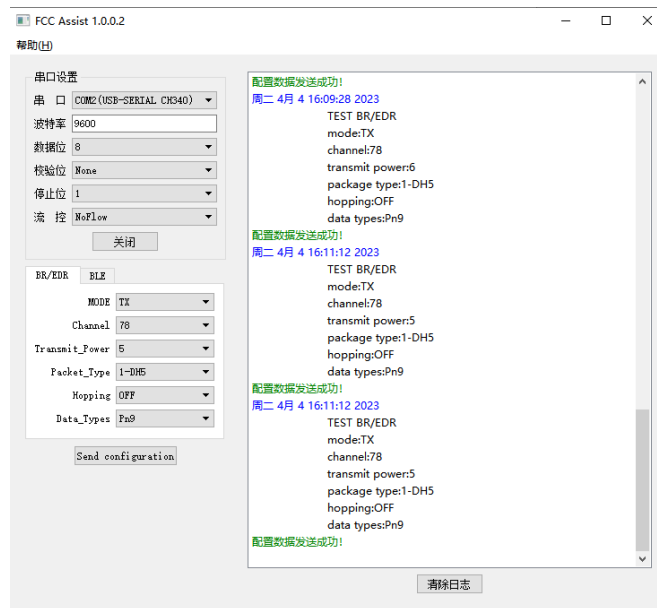 FCC Assist 1.0.0.2
帮助(H)
串口设置
串 口 COM2(USB-SERIAL CH340)
波特率 9600
数据位 8
校验位 None
停止位 1
流 控 NoFlow
关闭
BR/EDR BLE
MODE TX
Channel 78
Transmit_Power 5
Packet_Type 1-DH5
Hopping OFF
Data_Types Pn9
Send configuration
配置数据发送成功!
周二 4月 4 16:09:28 2023
TEST BR/EDR
mode:TX
channel:78
transmit power:6
package type:1-DH5
hopping:OFF
data types:Pn9
配置数据发送成功!
周二 4月 4 16:11:12 2023
TEST BR/EDR
mode:TX
channel:78
transmit power:5
package type:1-DH5
hopping:OFF
data types:Pn9
配置数据发送成功!
周二 4月 4 16:11:12 2023
TEST BR/EDR
mode:TX
channel:78
transmit power:5
package type:1-DH5
hopping:OFF
data types:Pn9
配置数据发送成功!
清除日志